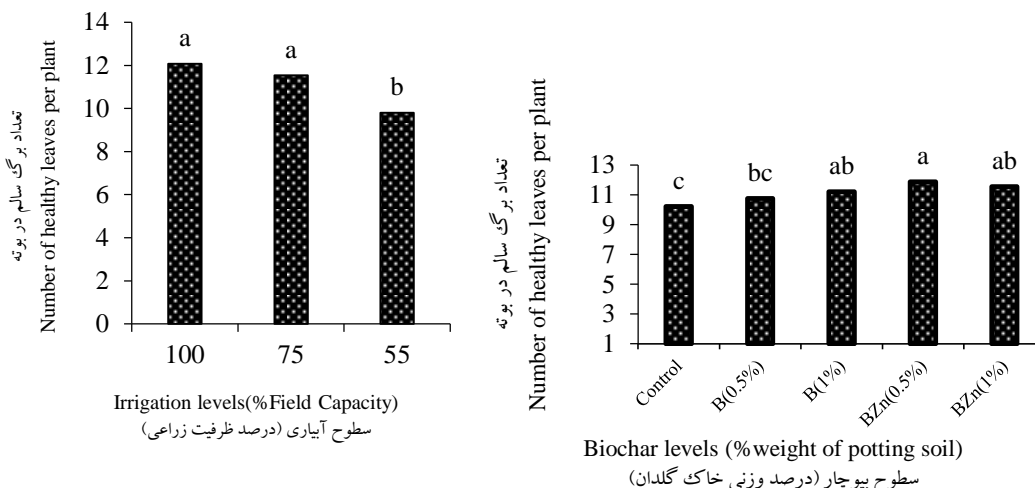 تعداد برگ سالم در بوته
Number of healthy leaves per plant
14
12
10
8
6
4
2
0
a
a
b
100
75
55
Irrigation levels(%Field Capacity)
سطوح آبیاری (درصد ظرفیت زراعی)
تعداد برگ سالم در بوته
Number of healthy leaves per plant
13
11
9
7
5
3
1
c
bc
ab
a
ab
Control
B(0.5%)
B(1%)
BZn(0.5%)
BZn(1%)
Biochar levels (%weight of potting soil)
سطوح بیوچار (درصد وزنی خاک گلدان)